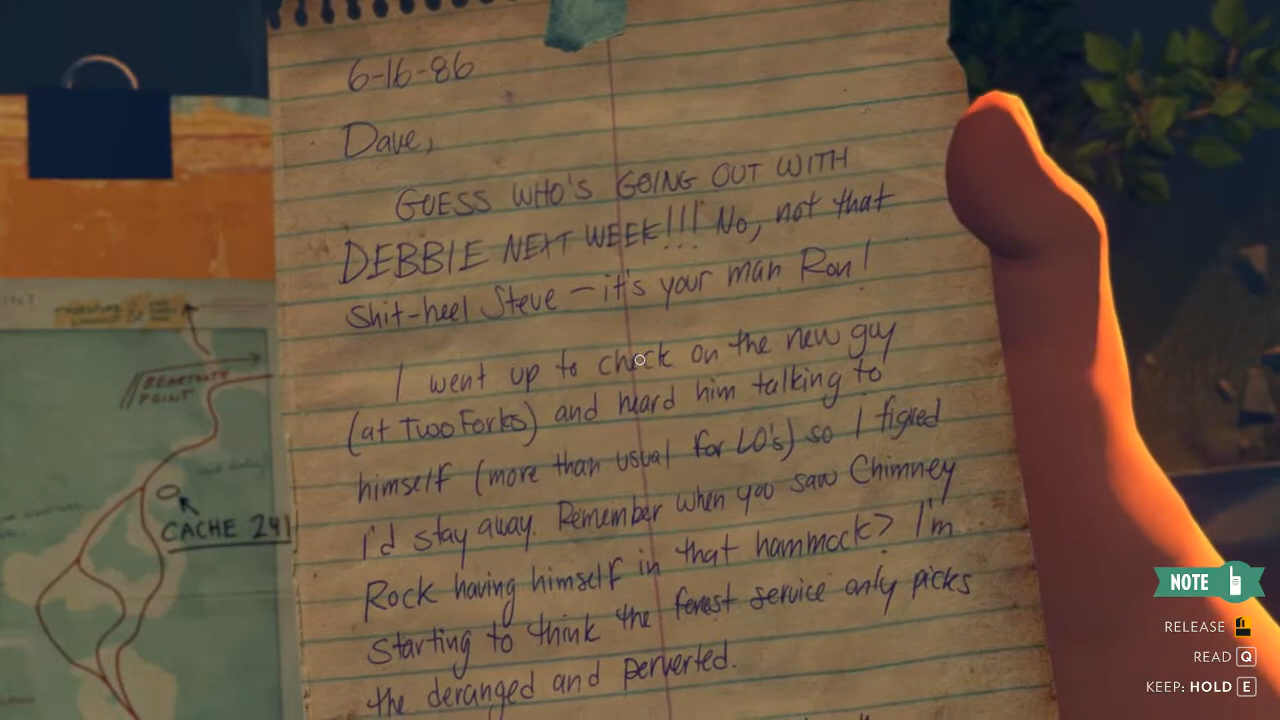 6-16-86
Dave,
GUESS WHO'S GOING OUT WITH
DEBBIE NEXT WEEK!!! No, not that
Shit-heel Steve – it's your man Ron!
I went up to check on the new guy
(at Two Forks) and heard him talking to
himself (more than usual for LO's) so I figred
i'd stay away. Remember when you saw Chimney
Rock having himself in that hammock? I'm
starting to think the forest service only picks
the deranged and perverted.
BEARTOOTH
POINT
CACHE 241
NOTE
RELEASE
READ Q
KEEP: HOLD E